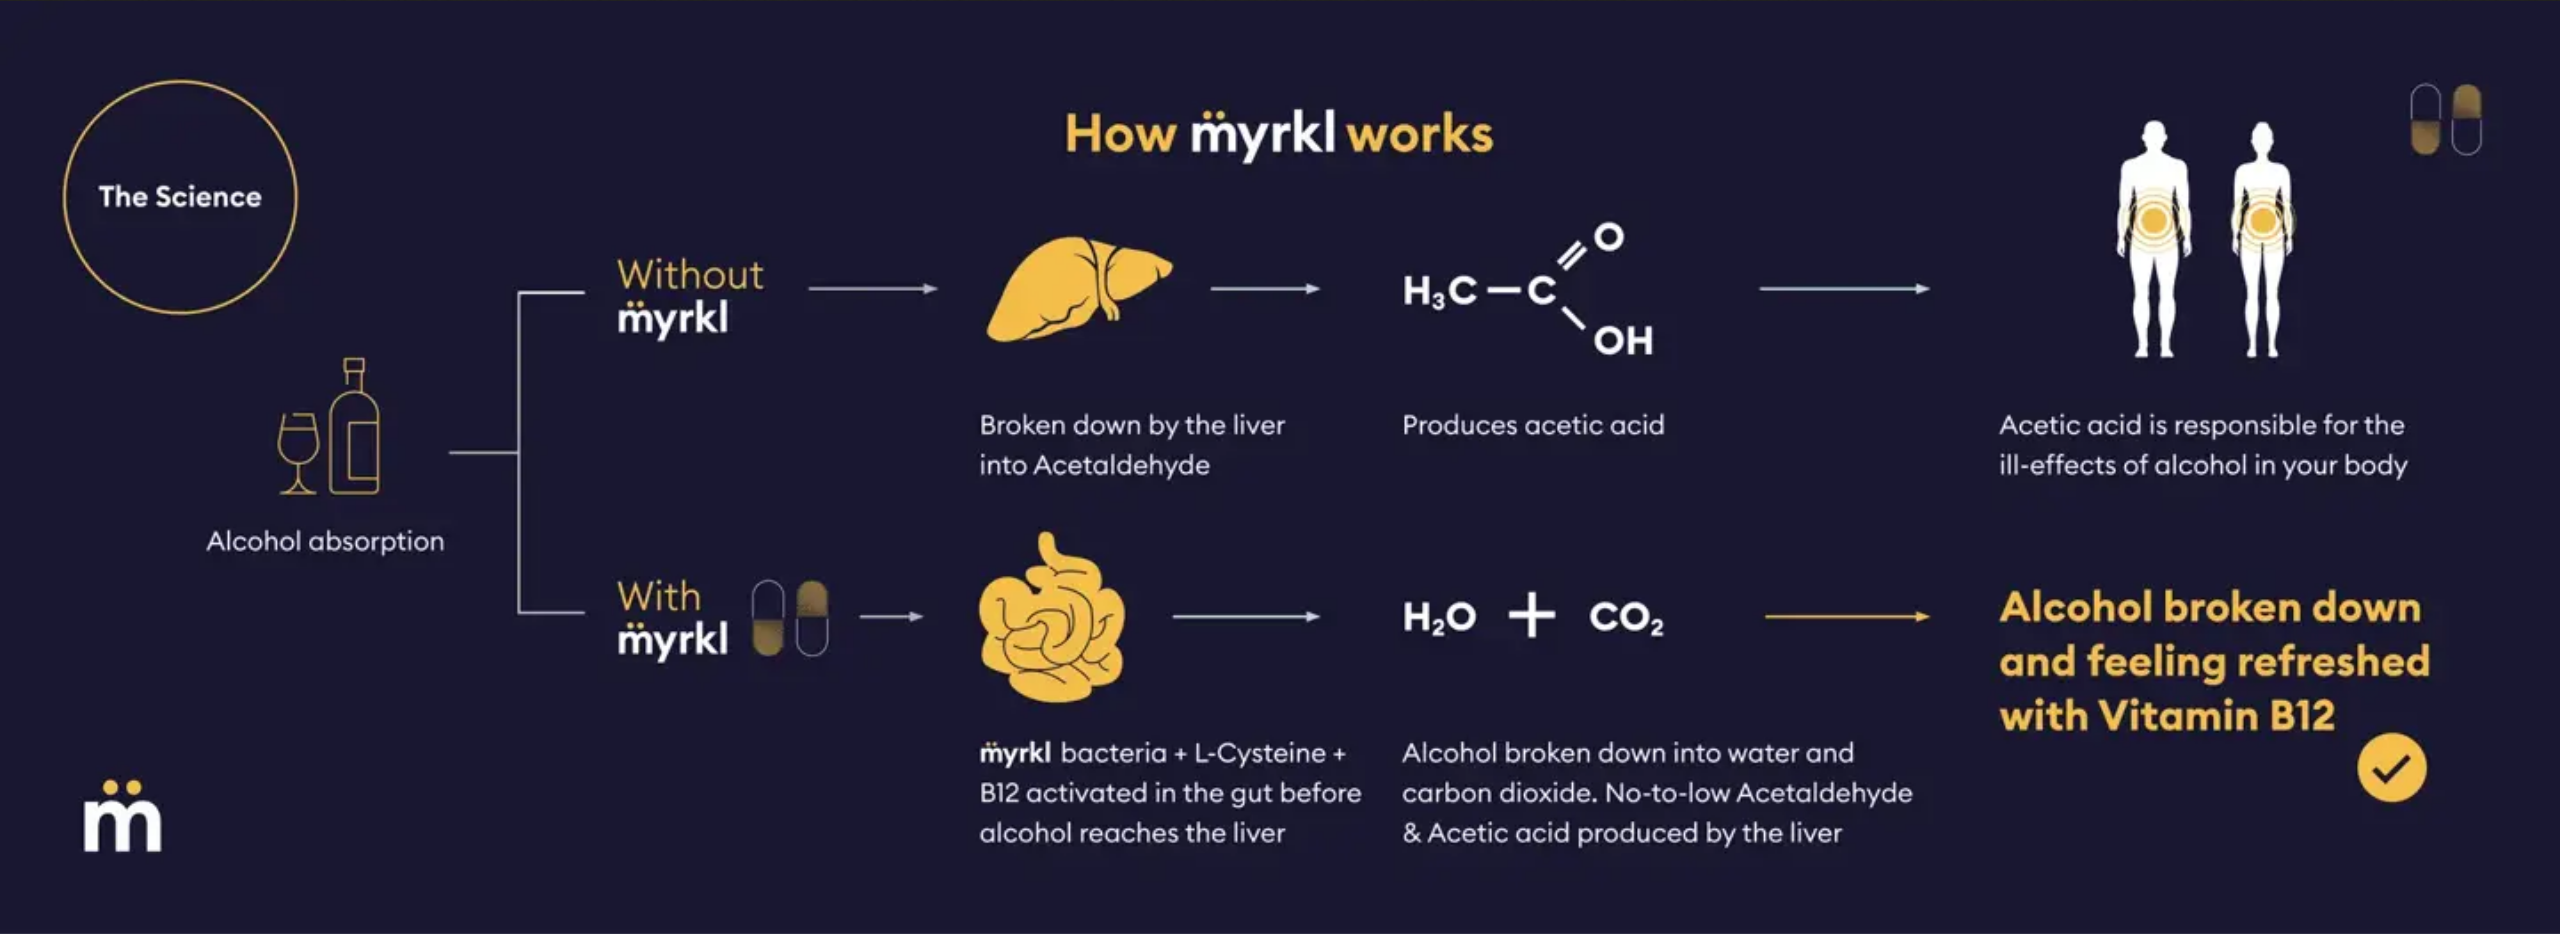 The Science
How m̈yrkl works
Without
m̈yrkl
H₃C — C
O
OH
Broken down by the liver
into Acetaldehyde
Produces acetic acid
Acetic acid is responsible for the
ill-effects of alcohol in your body
Alcohol absorption
With
m̈yrkl
H₂O + CO₂
Alcohol broken down
and feeling refreshed
with Vitamin B12
m̈yrkl bacteria + L-Cysteine +
B12 activated in the gut before
alcohol reaches the liver
Alcohol broken down into water and
carbon dioxide. No-to-low Acetaldehyde
& Acetic acid produced by the liver
m̈